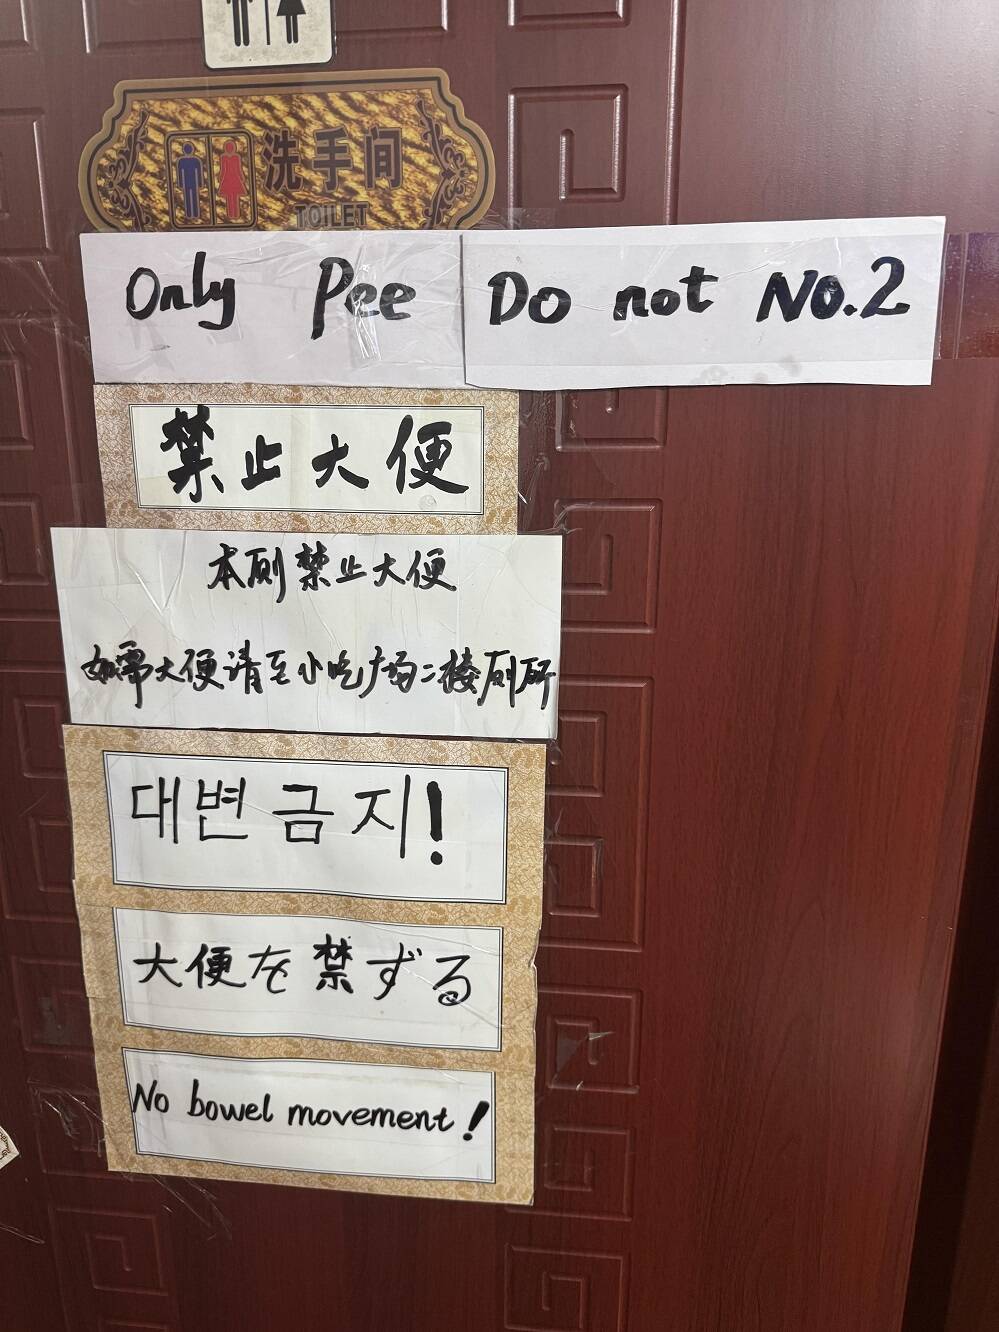 洗手间
TOILET
Only Pee Do not No.2
禁止大便
本厕禁止大便
如需大便请至小吃广场二楼厕所
대변금지!
大便を禁ずる
No bowel movement!